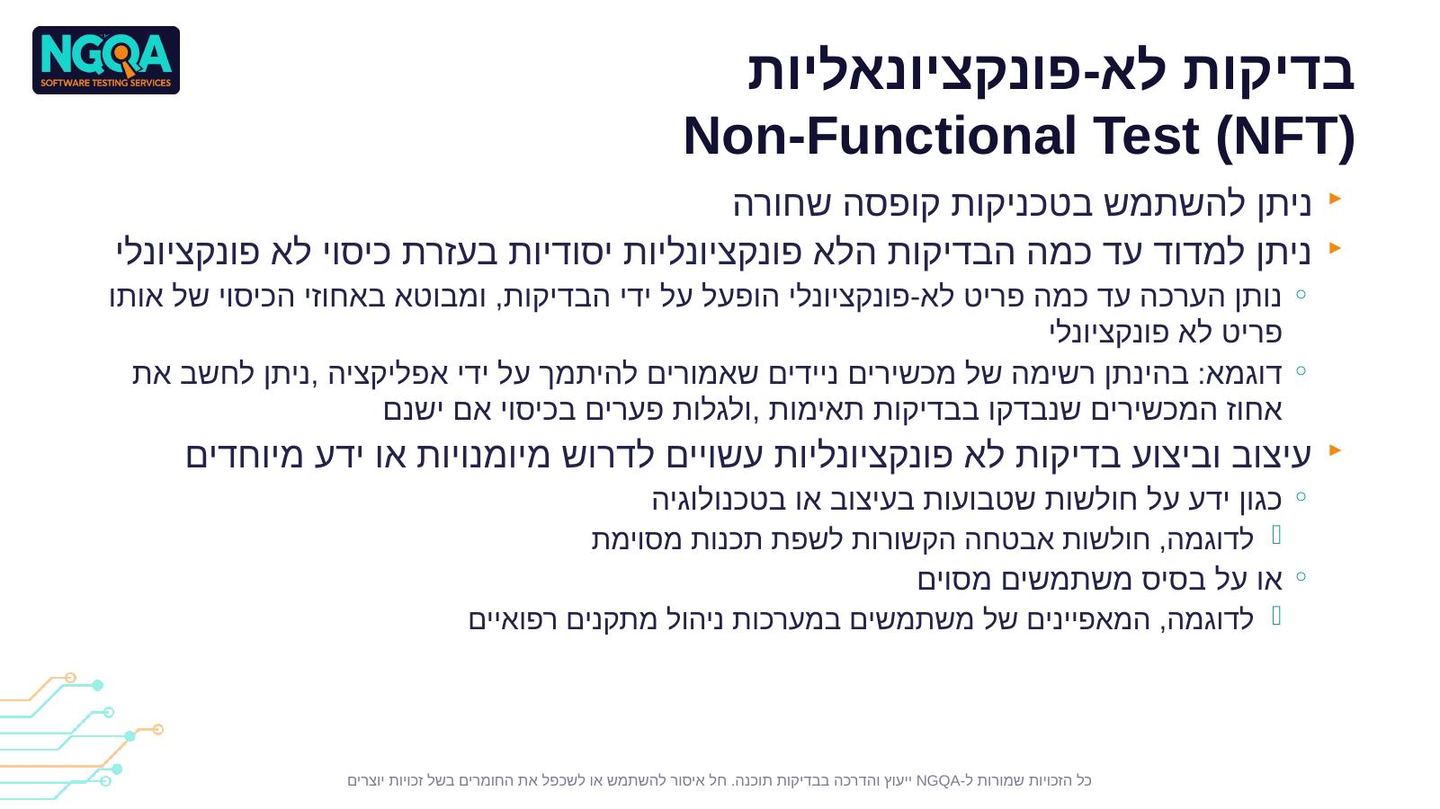 NGQA
SOFTWARE TESTING SERVICES
בדיקות לא-פונקציונאליות
Non-Functional Test (NFT)
ניתן להשתמש בטכניקות קופסה שחורה
ניתן למדוד עד כמה הבדיקות הלא פונקציונליות יסודיות בעזרת כיסוי לא פונקציונלי
נותן הערכה עד כמה פריט לא-פונקציונלי הופעל על ידי הבדיקות, ומבוטא באחוזי הכיסוי של אותו
פריט לא פונקציונלי
דוגמא: בהינתן רשימה של מכשירים ניידים שאמורים להיתמך על ידי אפליקציה ,ניתן לחשב את
אחוז המכשירים שנבדקו בבדיקות תאימות ,ולגלות פערים בכיסוי אם ישנם
עיצוב וביצוע בדיקות לא פונקציונליות עשויים לדרוש מיומנויות או ידע מיוחדים
כגון ידע על חולשות שטבועות בעיצוב או בטכנולוגיה
לדוגמה, חולשות אבטחה הקשורות לשפת תכנות מסוימת
או על בסיס משתמשים מסוים
לדוגמה, המאפיינים של משתמשים במערכות ניהול מתקנים רפואיים
כל הזכויות שמורות ל-NGQA ייעוץ והדרכה בבדיקות תוכנה. חל איסור להשתמש או לשכפל את החומרים בשל זכויות יוצרים